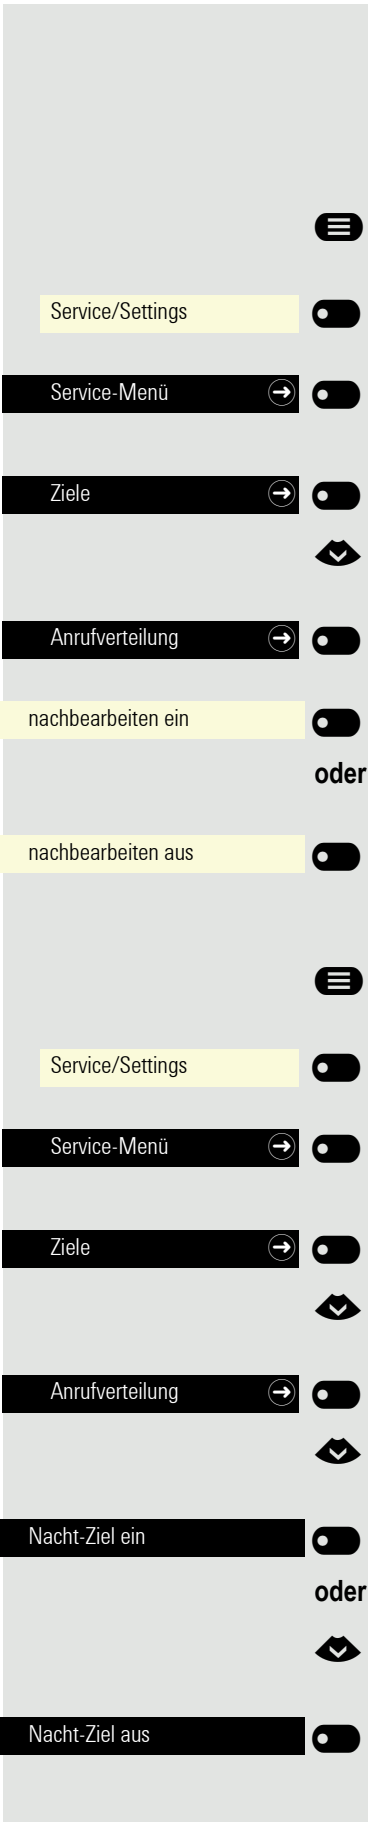 Service/Settings
Service-Menü
Ziele
Anrufverteilung
nachbearbeiten ein
oder
nachbearbeiten aus
Service/Settings
Service-Menü
Ziele
Anrufverteilung
Nacht-Ziel ein
oder
Nacht-Ziel aus